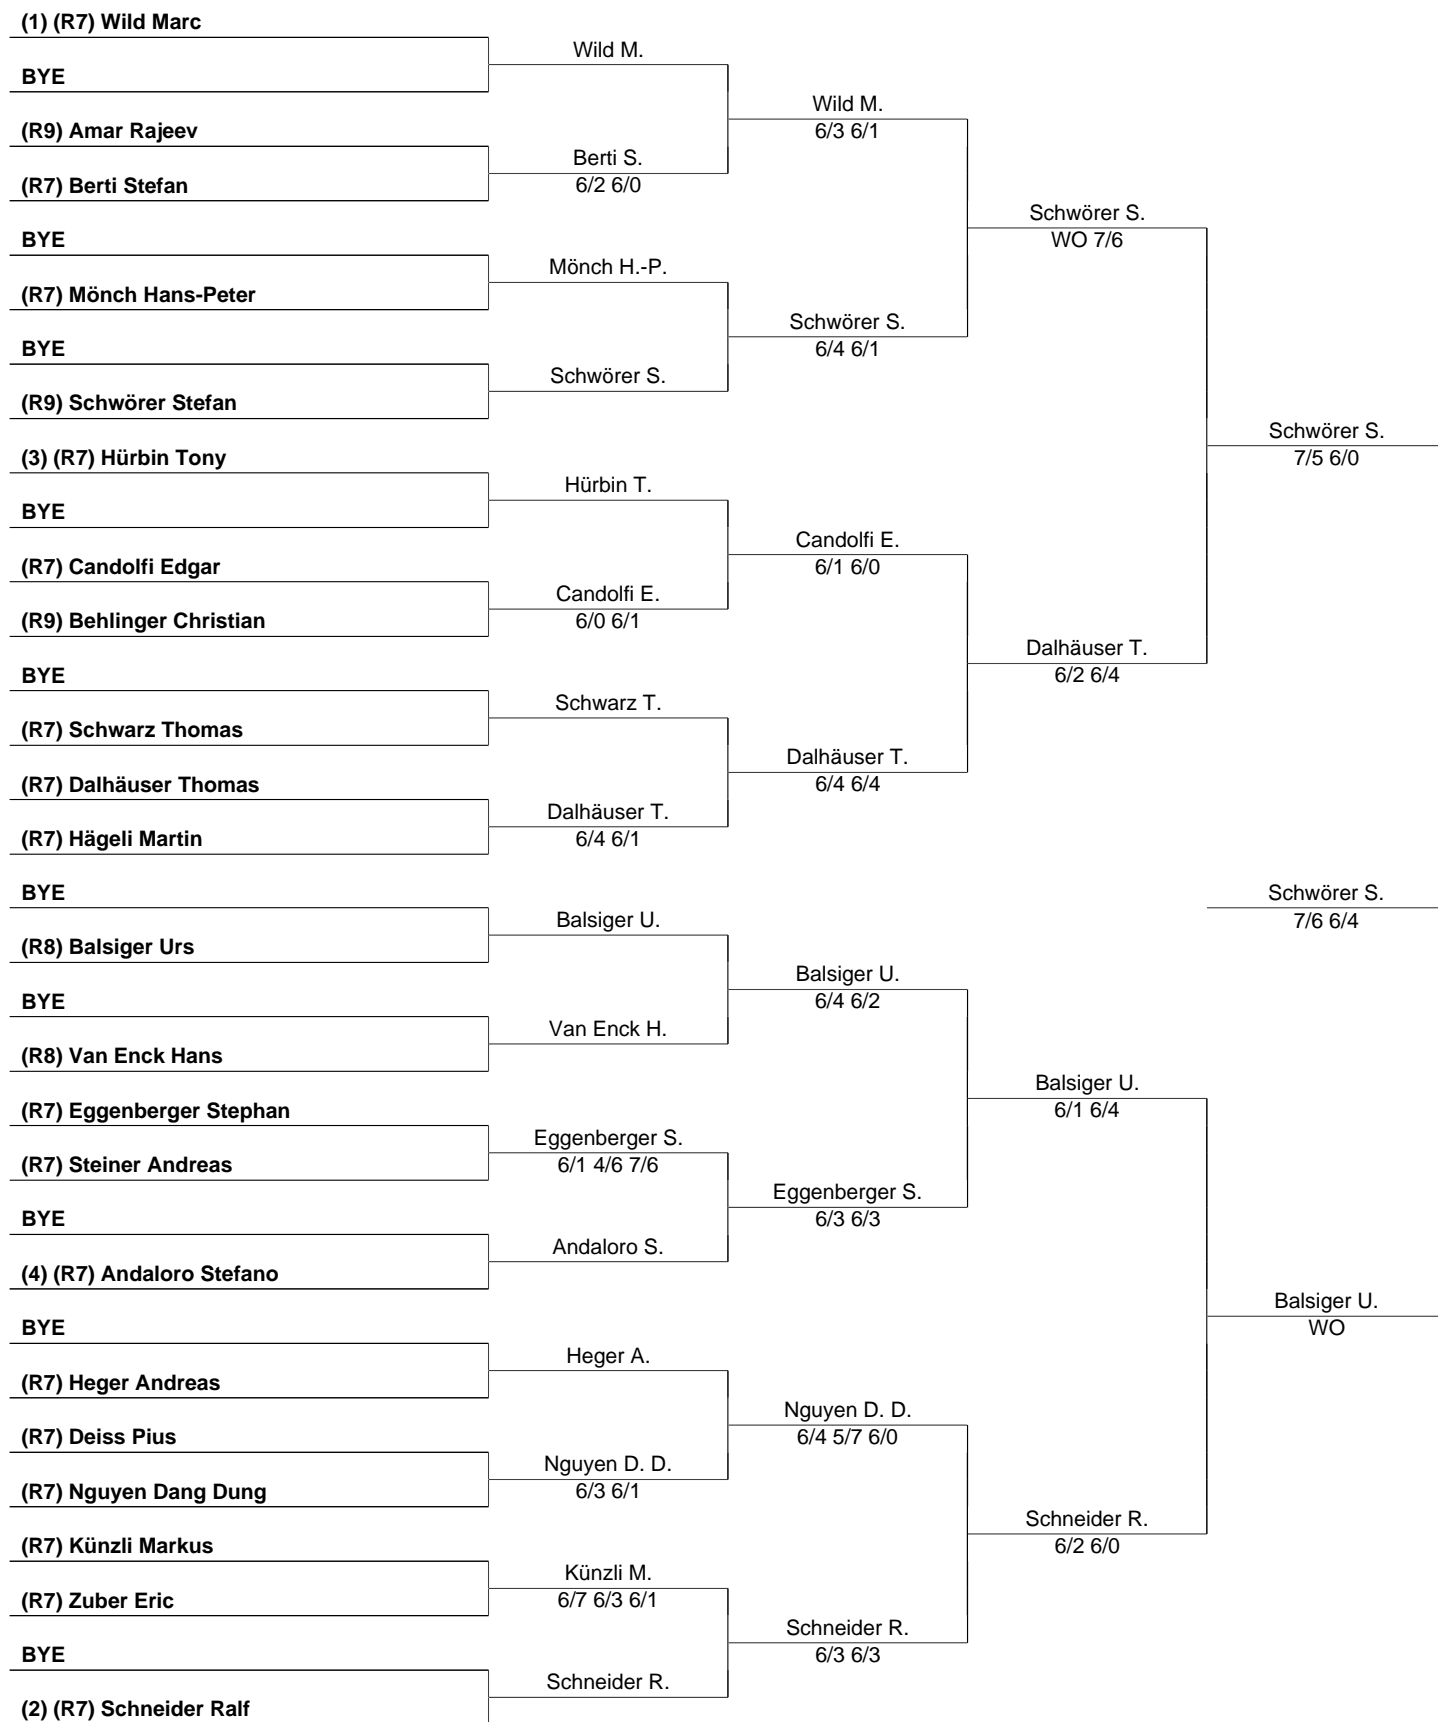 (1) (R7) Wild Marc
BYE
(R9) Amar Rajeev
(R7) Berti Stefan
BYE
(R7) Mönch Hans-Peter
BYE
(R9) Schwörer Stefan
(3) (R7) Hürbin Tony
BYE
(R7) Candolfi Edgar
(R9) Behlinger Christian
BYE
(R7) Schwarz Thomas
(R7) Dalhäuser Thomas
(R7) Hägeli Martin
BYE
(R8) Balsiger Urs
BYE
(R8) Van Enck Hans
(R7) Eggenberger Stephan
(R7) Steiner Andreas
BYE
(4) (R7) Andaloro Stefano
BYE
(R7) Heger Andreas
(R7) Deiss Pius
(R7) Nguyen Dang Dung
(R7) Künzli Markus
(R7) Zuber Eric
BYE
(2) (R7) Schneider Ralf
Wild M.
Berti S.
6/2 6/0
Mönch H.-P.
Schwörer S.
Hürbin T.
Candolfi E.
6/0 6/1
Schwarz T.
Dalhäuser T.
6/4 6/1
Balsiger U.
Van Enck H.
Eggenberger S.
6/1 4/6 7/6
Andaloro S.
Heger A.
Nguyen D. D.
6/3 6/1
Künzli M.
6/7 6/3 6/1
Schneider R.
Wild M.
6/3 6/1
Schwörer S.
6/4 6/1
Candolfi E.
6/1 6/0
Dalhäuser T.
6/4 6/4
Balsiger U.
6/4 6/2
Eggenberger S.
6/3 6/3
Nguyen D. D.
6/4 5/7 6/0
Schneider R.
6/3 6/3
Schwörer S.
WO 7/6
Dalhäuser T.
6/2 6/4
Balsiger U.
6/1 6/4
Schneider R.
6/2 6/0
Schwörer S.
7/5 6/0
Schwörer S.
7/6 6/4
Balsiger U.
WO